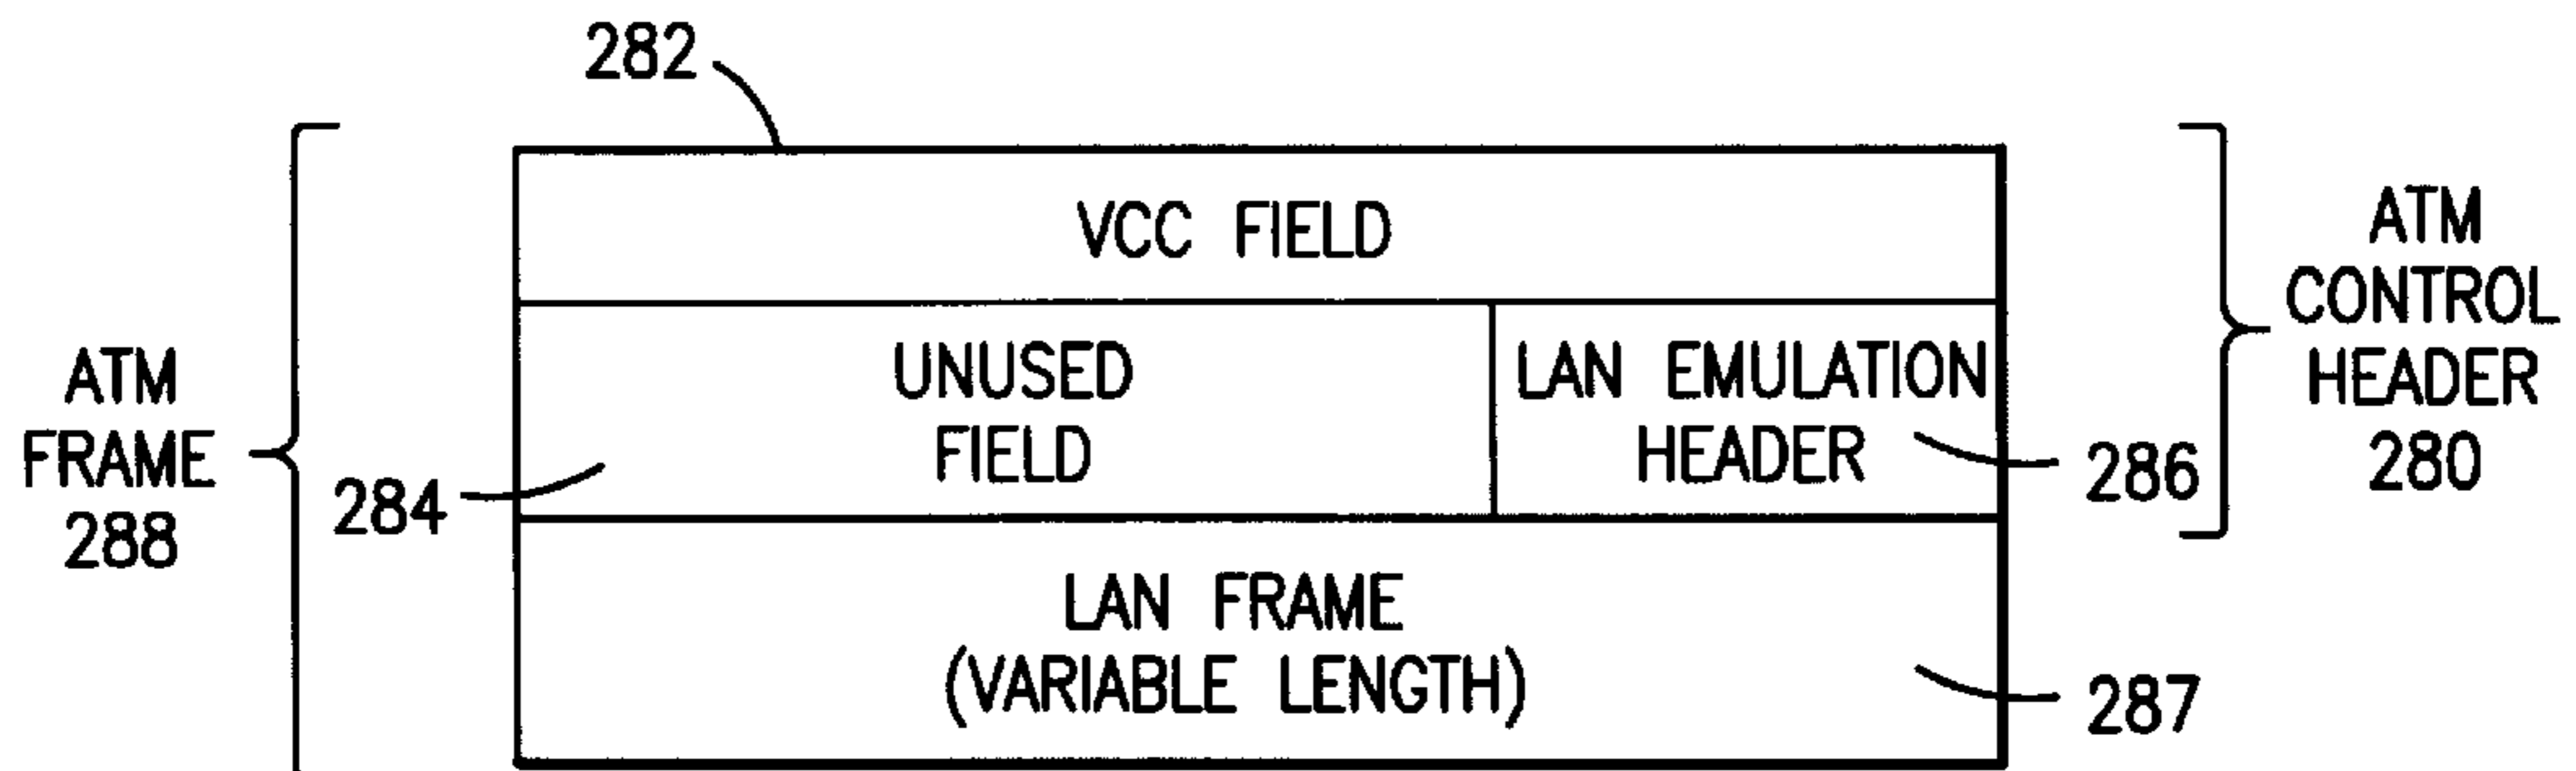 282
VCC FIELD
UNUSED
FIELD
284
LAN EMULATION
HEADER
286
LAN FRAME
(VARIABLE LENGTH)
287
ATM
FRAME
288
ATM
CONTROL
HEADER
280